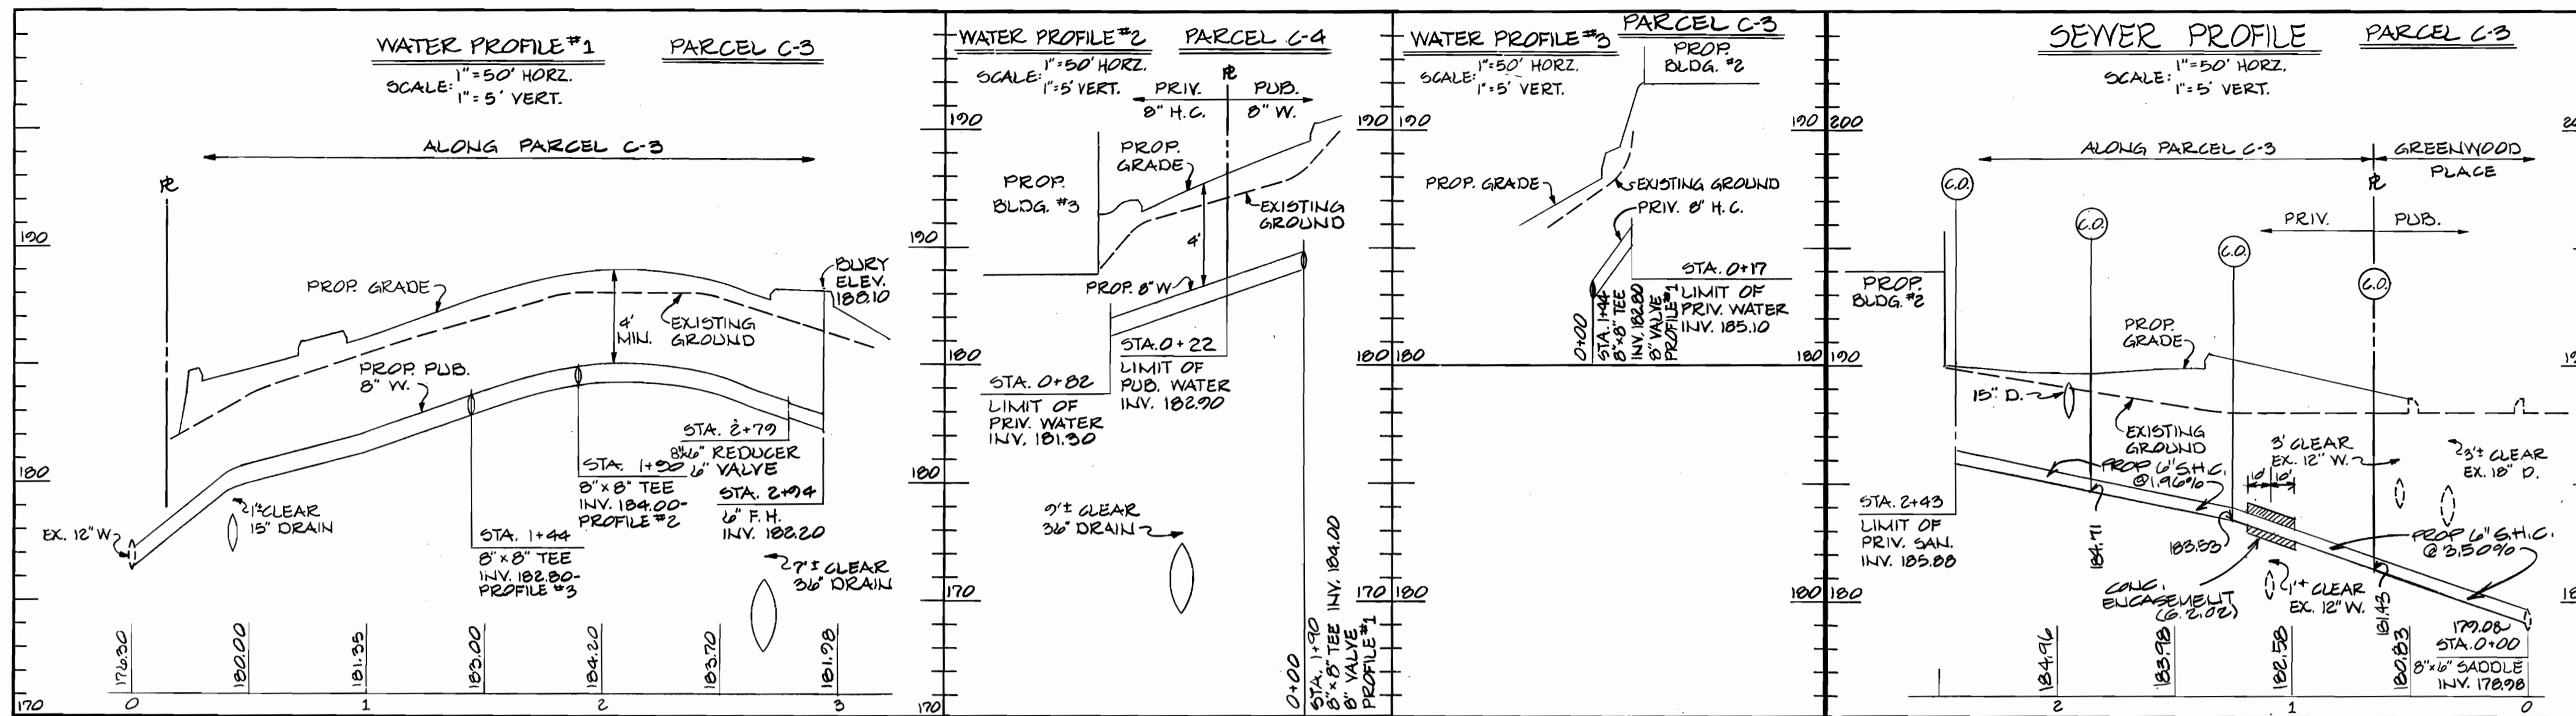 WATER PROFILE #1 PARCEL C-3
SCALE: 1"=50' HORZ.
1"=5' VERT.
ALONG PARCEL C-3
PL
190
190
PROP. GRADE
BURY
ELEV.
188.10
4'
MIN.
EXISTING
GROUND
PROP. PUB.
8" W.
180
180
EX. 12" W.
1'± CLEAR
15" DRAIN
STA. 1+44
8"x8" TEE
INV. 182.80-
PROFILE #3
STA. 1+90
8"x8" TEE
INV. 184.00-
PROFILE #2
STA. 2+79
8"x6" REDUCER
6" VALVE
STA. 2+94
6" F.H.
INV. 182.20
7'± CLEAR
36" DRAIN
176.30
180.00
181.35
183.00
184.20
183.70
181.98
170
0
1
2
3
170
WATER PROFILE #2 PARCEL C-4
SCALE: 1"=50' HORZ.
1"=5' VERT.
PL
PRIV. PUB.
8" H.C. 8" W.
190
190
PROP.
GRADE
PROP.
BLDG. #3
EXISTING
GROUND
4'
PROP. 8" W
STA. 0+22
LIMIT OF
PUB. WATER
INV. 182.90
180
180
STA. 0+82
LIMIT OF
PRIV. WATER
INV. 181.30
9'± CLEAR
36" DRAIN
170
170
0+00
STA. 1+90
8"x8" TEE INV. 184.00
8" VALVE
PROFILE #1
WATER PROFILE #3 PARCEL C-3
SCALE: 1"=50' HORZ.
1"=5' VERT.
PROP.
BLDG. #2
190
190
PROP. GRADE
EXISTING GROUND
PRIV. 8" H.C.
STA. 0+17
LIMIT OF
PRIV. WATER
INV. 185.10
0+00
STA. 1+44
8"x8" TEE
INV. 182.80
8" VALVE
PROFILE #1
180
180
180
180
SEWER PROFILE PARCEL C-3
SCALE: 1"=50' HORZ.
1"=5' VERT.
200
ALONG PARCEL C-3
GREENWOOD
PLACE
PL
C.O.
C.O.
C.O.
C.O.
PRIV. PUB.
PROP.
BLDG. #2
PROP.
GRADE
190
15" D.
EXISTING
GROUND
3' CLEAR
EX. 12" W.
3'± CLEAR
EX. 18" D.
PROP 6" S.H.C.
@ 1.96%
10' 10'
STA. 2+43
LIMIT OF
PRIV. SAN.
INV. 185.88
184.71
183.53
PROP 6" S.H.C.
@ 3.50%
CONC.
ENCASEMENT
(G.2.02)
1'± CLEAR
EX. 12" W.
181.43
180
184.96
183.98
182.58
180.83
179.08
STA. 0+00
8"x6" SADDLE
INV. 178.98
2
1
0